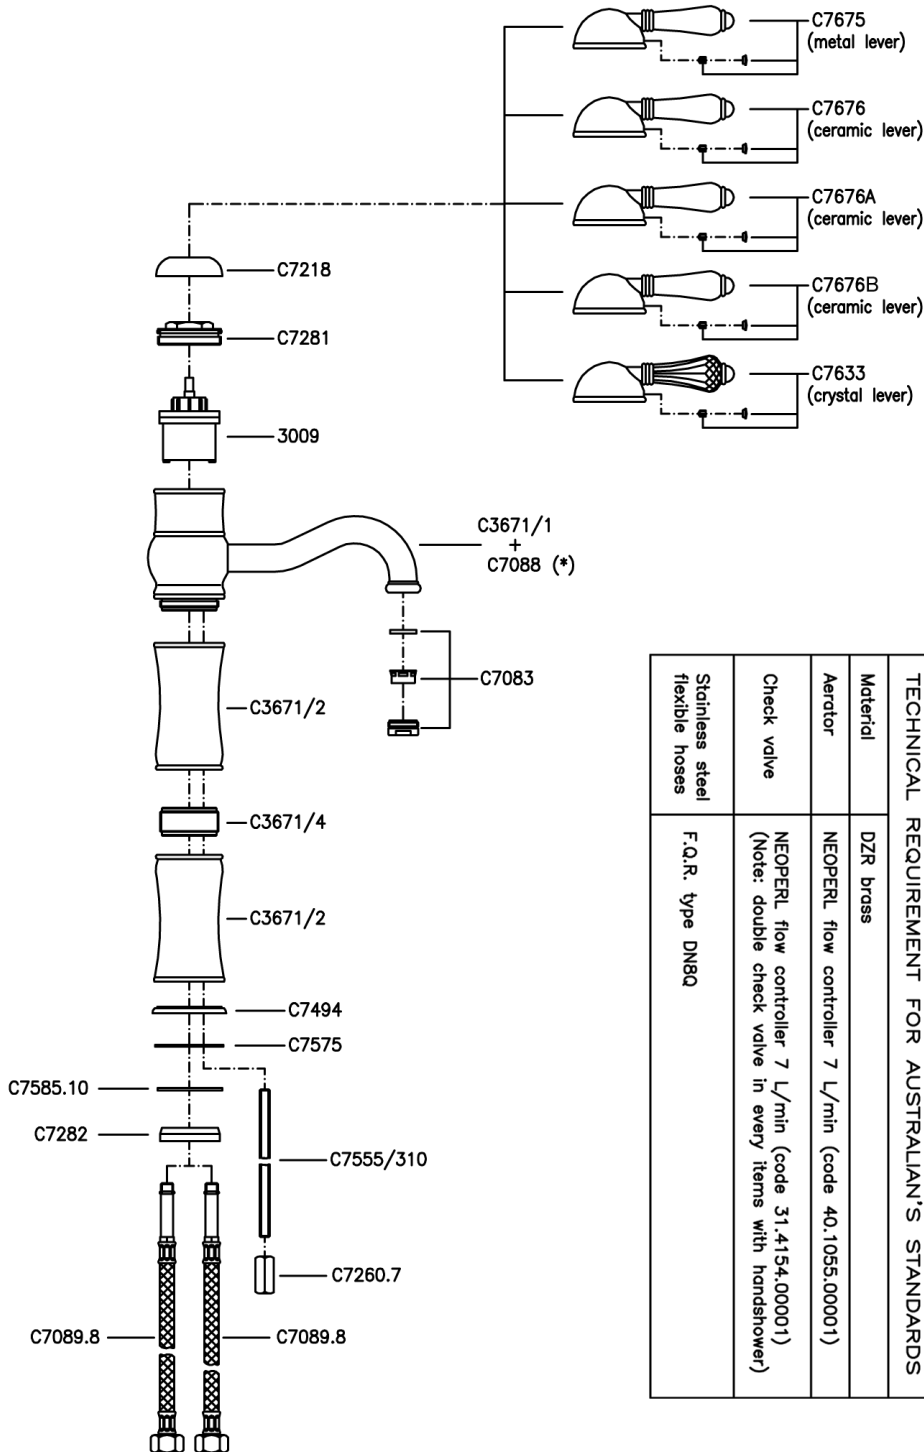 C7675
(metal lever)
C7676
(ceramic lever)
C7676A
(ceramic lever)
C7676B
(ceramic lever)
C7633
(crystal lever)
C7218
C7281
3009
C3671/1
+
C7088 (*)
C7083
C3671/2
C3671/4
C3671/2
C7494
C7575
C7585.10
C7282
C7555/310
C7260.7
C7089.8
C7089.8
TECHNICAL REQUIREMENT FOR AUSTRALIAN'S STANDARDS
Material
DZR brass
Aerator
NEOPERL flow controller 7 L/min (code 40.1055.00001)
Check valve
NEOPERL flow controller 7 L/min (code 31.4154.00001)
(Note: double check valve in every items with handshower)
Stainless steel
flexible hoses
F.Q.R. type DN8Q